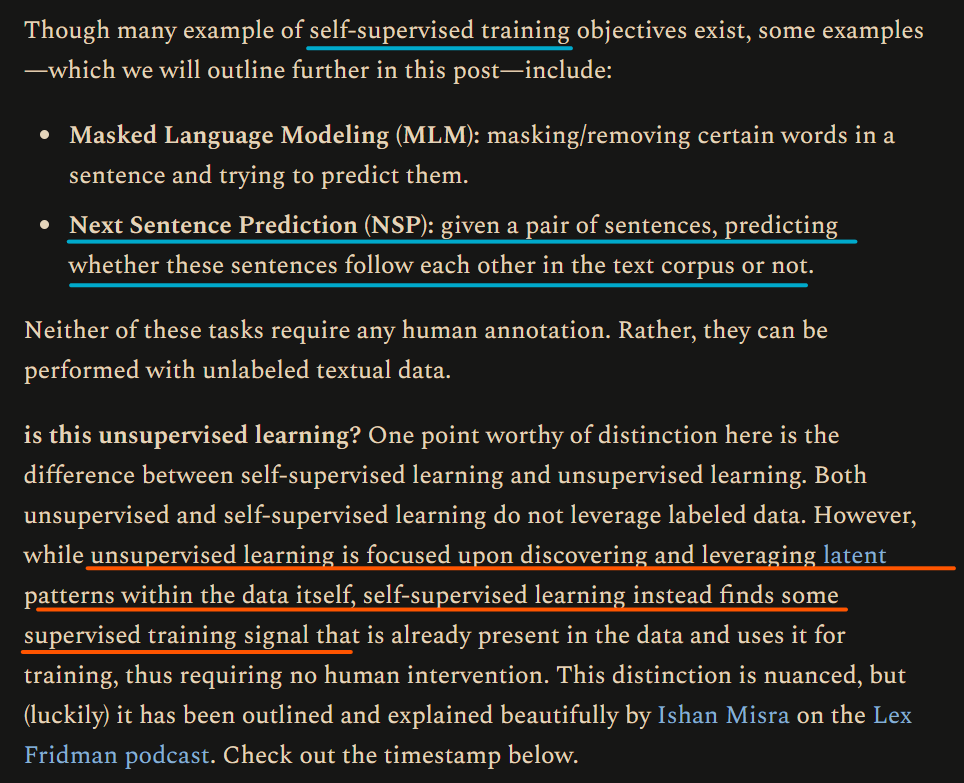 Though many example of self-supervised training objectives exist, some examples
—which we will outline further in this post—include:
• Masked Language Modeling (MLM): masking/removing certain words in a
sentence and trying to predict them.
• Next Sentence Prediction (NSP): given a pair of sentences, predicting
whether these sentences follow each other in the text corpus or not.
Neither of these tasks require any human annotation. Rather, they can be
performed with unlabeled textual data.
is this unsupervised learning? One point worthy of distinction here is the
difference between self-supervised learning and unsupervised learning. Both
unsupervised and self-supervised learning do not leverage labeled data. However,
while unsupervised learning is focused upon discovering and leveraging latent
patterns within the data itself, self-supervised learning instead finds some
supervised training signal that is already present in the data and uses it for
training, thus requiring no human intervention. This distinction is nuanced, but
(luckily) it has been outlined and explained beautifully by Ishan Misra on the Lex
Fridman podcast. Check out the timestamp below.